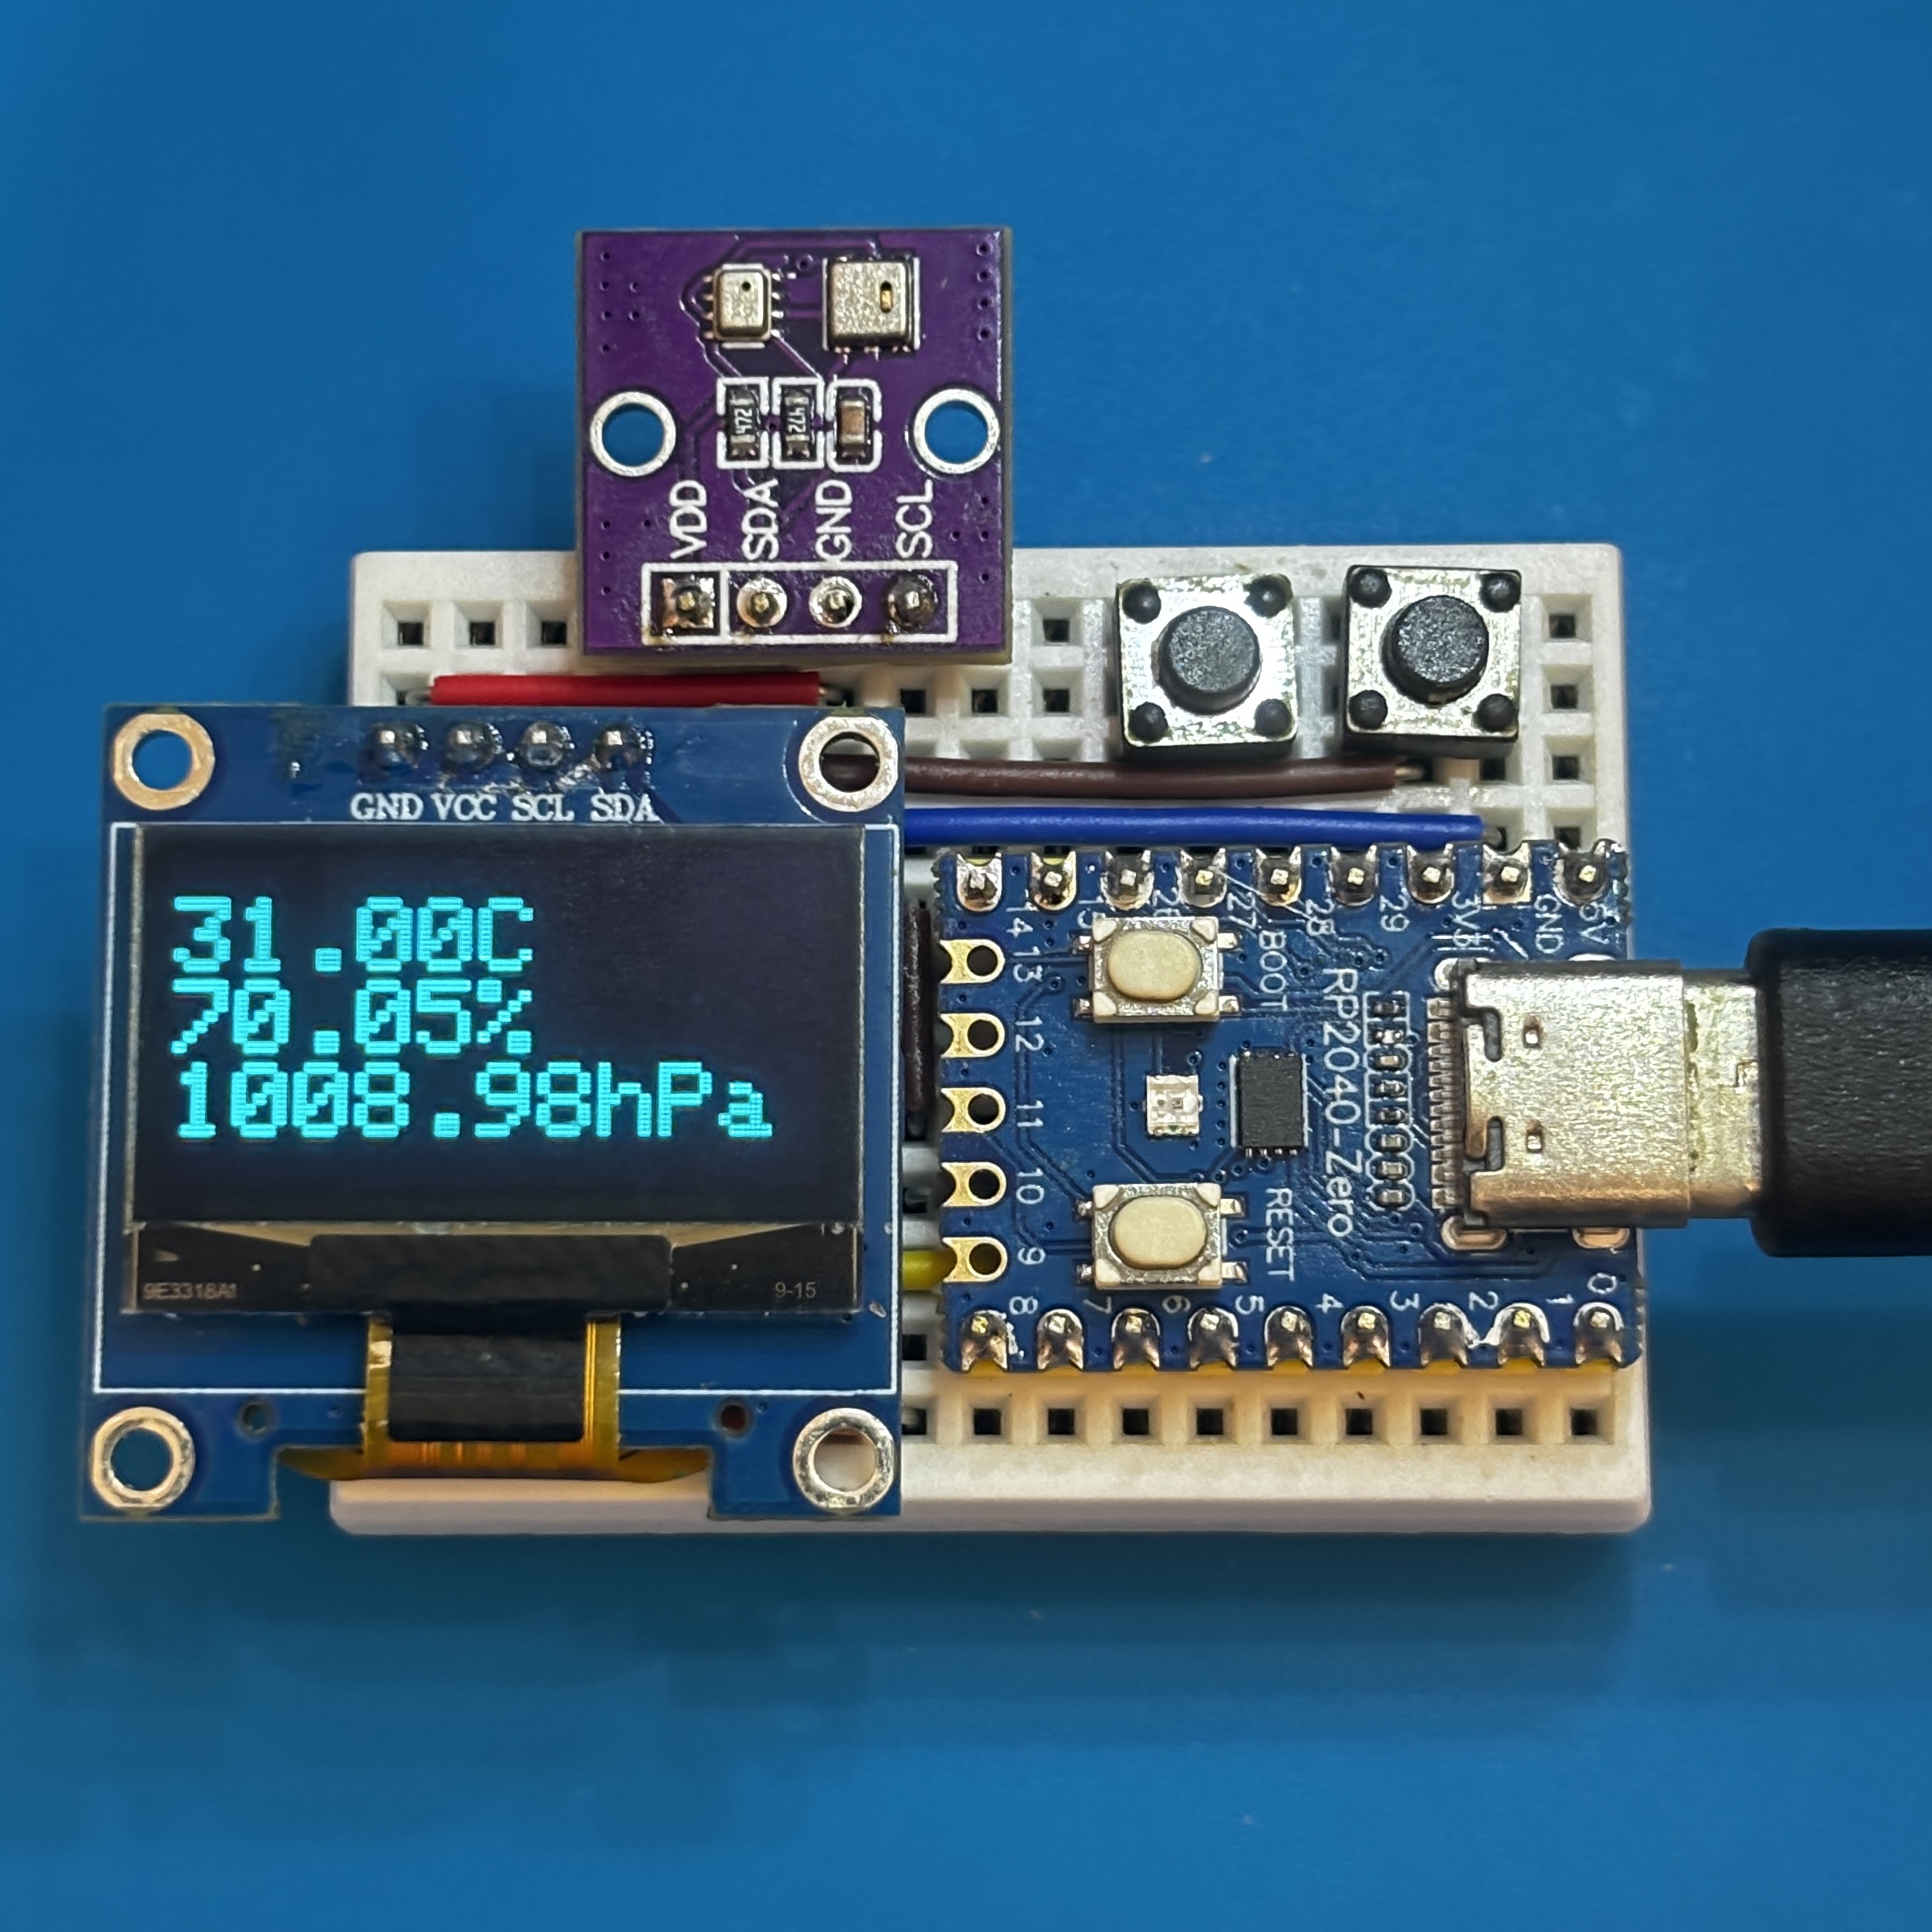 472
472
VDD
SDA
GND
SCL
GND VCC SCL SDA
31.00C
70.05%
1008.98hPa
9E3318A1
9-15
14
27
28
29
3V3
GND
5V
13
12
11
10
9
BOOT
RP2040-Zero
RESET
8
7
6
5
4
3
2
1
0